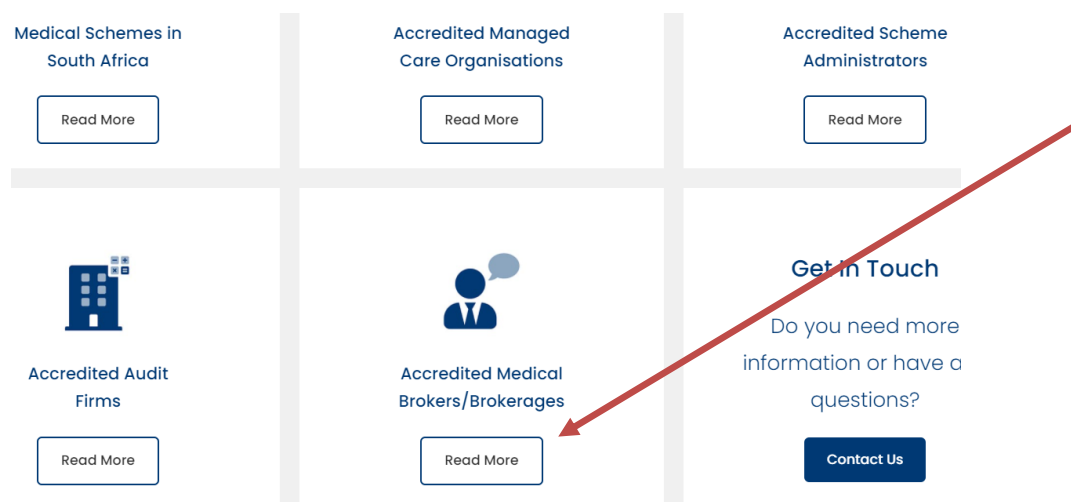 Medical Schemes in
South Africa
Read More
Accredited Managed
Care Organisations
Read More
Accredited Scheme
Administrators
Read More
Accredited Audit
Firms
Read More
Accredited Medical
Brokers/Brokerages
Read More
Get In Touch
Do you need more
information or have a
questions?
Contact Us